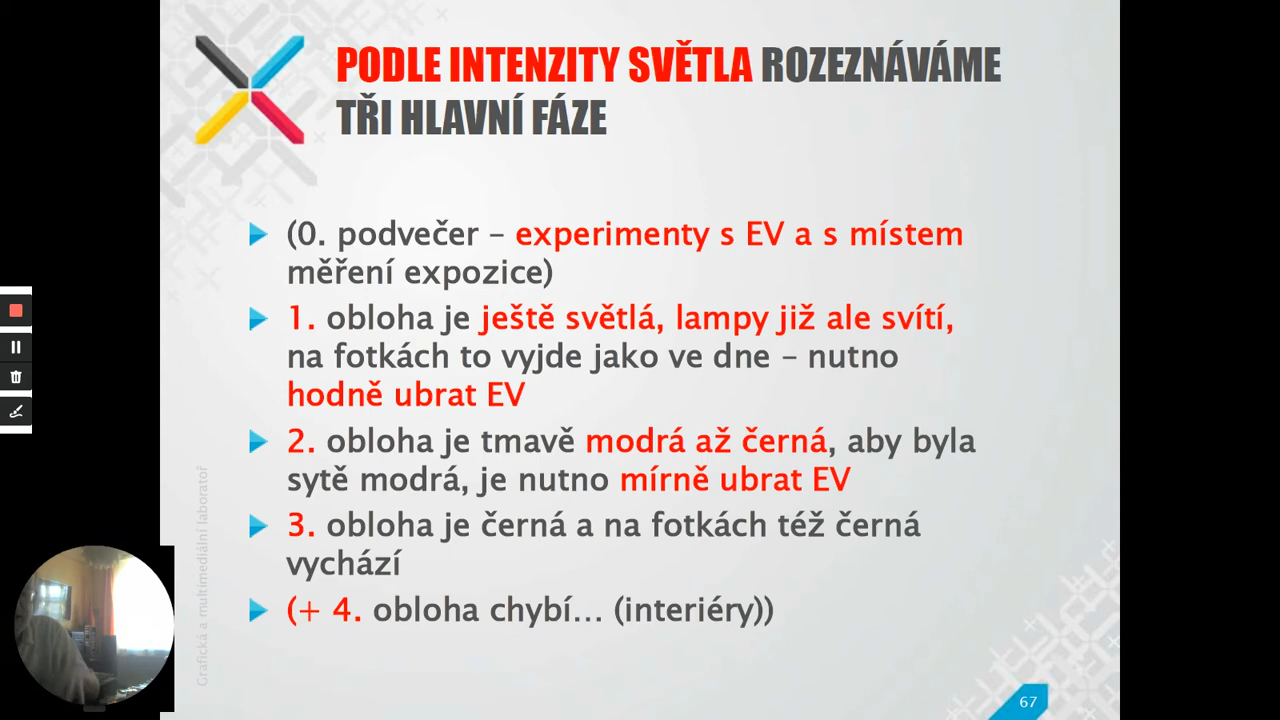 PODLE INTENZITY SVĚTLA ROZEZNÁVÁME
TŘI HLAVNÍ FÁZE
(0. podvečer – experimenty s EV a s místem
měření expozice)
1. obloha je ještě světlá, lampy již ale svítí,
na fotkách to vyjde jako ve dne – nutno
hodně ubrat EV
2. obloha je tmavě modrá až černá, aby byla
sytě modrá, je nutno mírně ubrat EV
3. obloha je černá a na fotkách též černá
vychází
(+ 4. obloha chybí... (interiéry))
Grafická a multimediální laboratoř
67